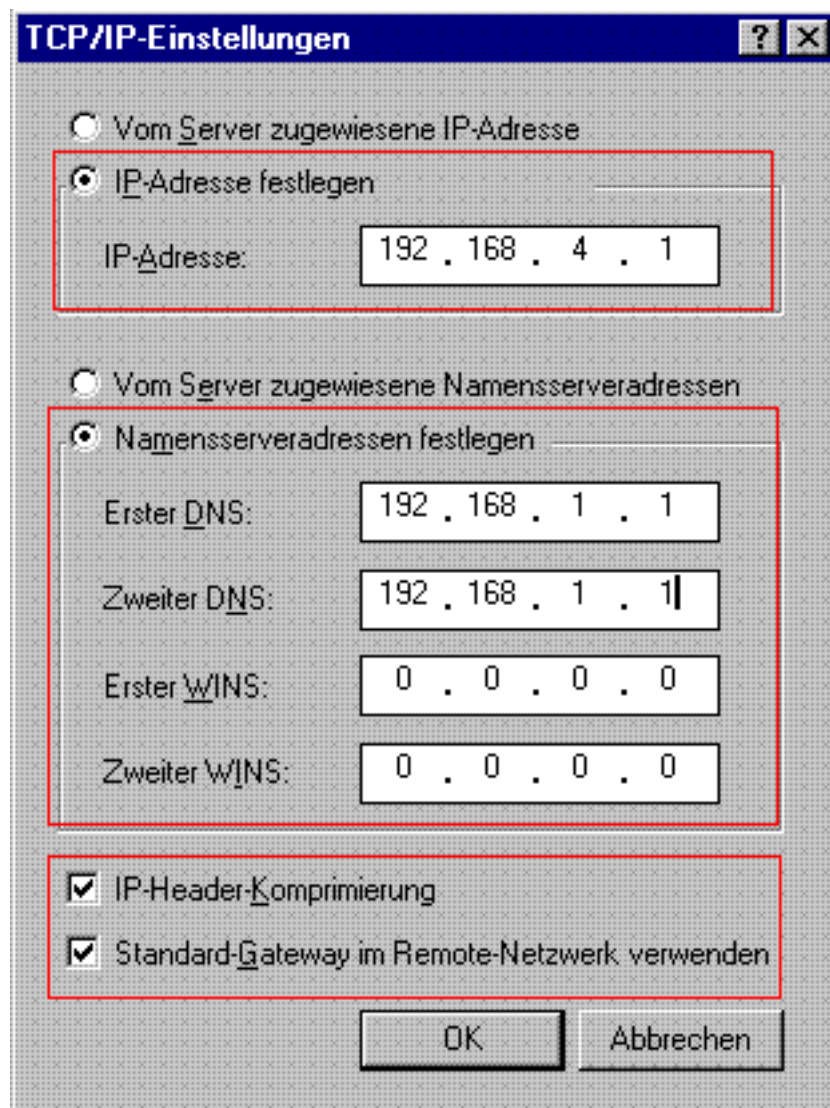 TCP/IP-Einstellungen
Vom Server zugewiesene IP-Adresse
IP-Adresse festlegen
IP-Adresse: 192 . 168 . 4 . 1
Vom Server zugewiesene Namensserveradressen
Namensserveradressen festlegen
Erster DNS: 192 . 168 . 1 . 1
Zweiter DNS: 192 . 168 . 1 . 1
Erster WINS: 0 . 0 . 0 . 0
Zweiter WINS: 0 . 0 . 0 . 0
IP-Header-Komprimierung
Standard-Gateway im Remote-Netzwerk verwenden
OK Abbrechen